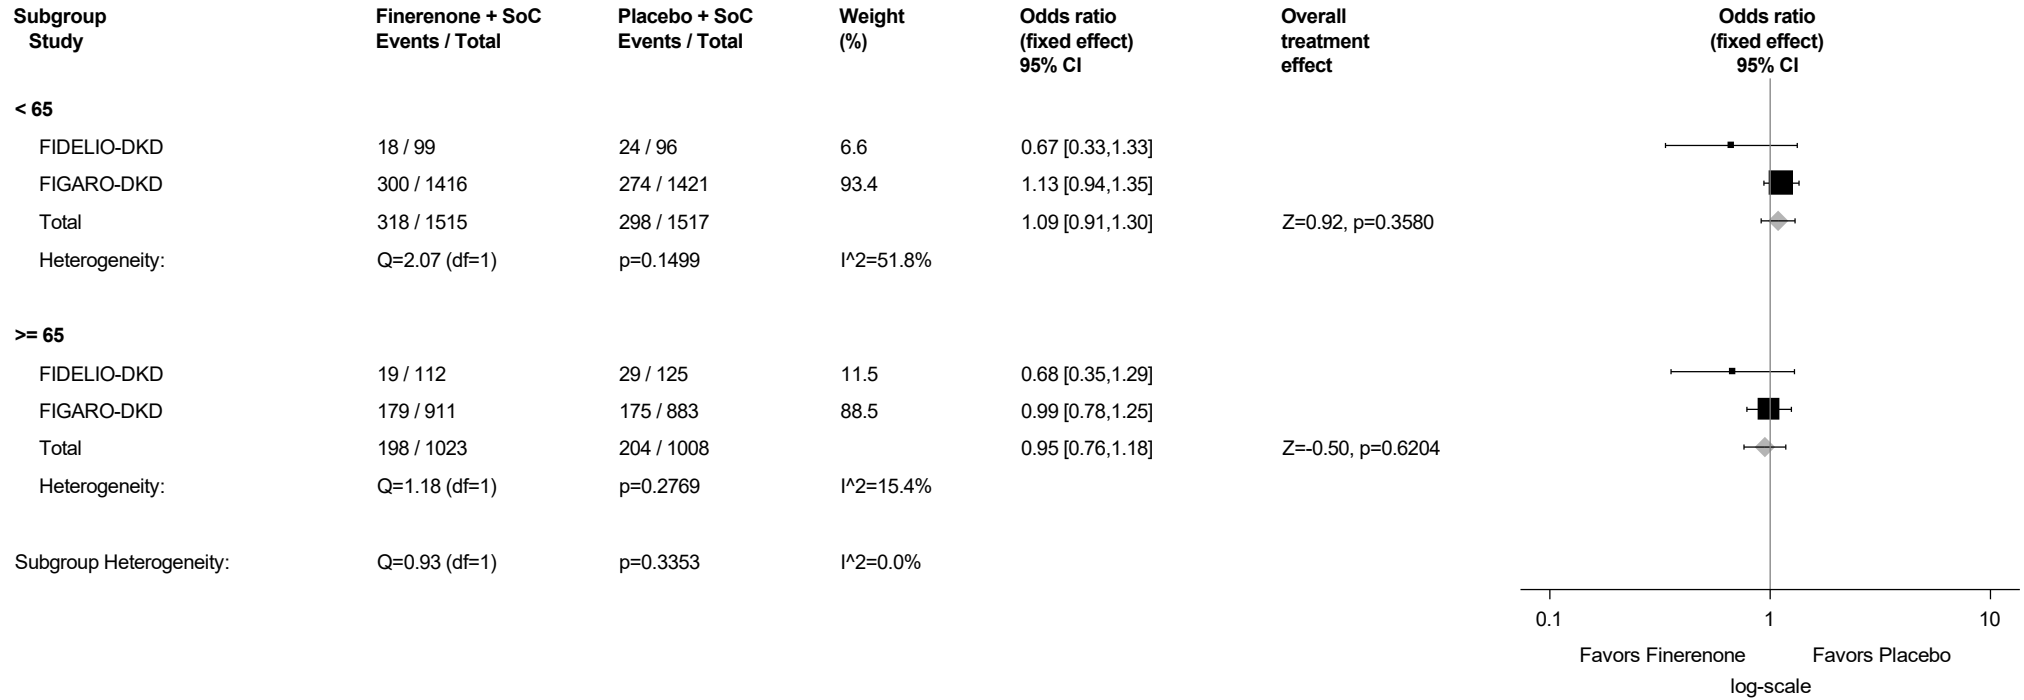 Subgroup Finerenone + SoC Placebo + SoC Weight Odds ratio Overall Odds ratio
Study Events / Total Events / Total (%) (fixed effect) treatment (fixed effect)
95% CI effect 95% CI
< 65
FIDELIO-DKD 18 / 99 24 / 96 6.6 0.67 [0.33,1.33]
FIGARO-DKD 300 / 1416 274 / 1421 93.4 1.13 [0.94,1.35]
Total 318 / 1515 298 / 1517 1.09 [0.91,1.30] Z=0.92, p=0.3580
Heterogeneity: Q=2.07 (df=1) p=0.1499 I^2=51.8%
>= 65
FIDELIO-DKD 19 / 112 29 / 125 11.5 0.68 [0.35,1.29]
FIGARO-DKD 179 / 911 175 / 883 88.5 0.99 [0.78,1.25]
Total 198 / 1023 204 / 1008 0.95 [0.76,1.18] Z=-0.50, p=0.6204
Heterogeneity: Q=1.18 (df=1) p=0.2769 I^2=15.4%
Subgroup Heterogeneity: Q=0.93 (df=1) p=0.3353 I^2=0.0%
0.1 1 10
Favors Finerenone Favors Placebo
log-scale